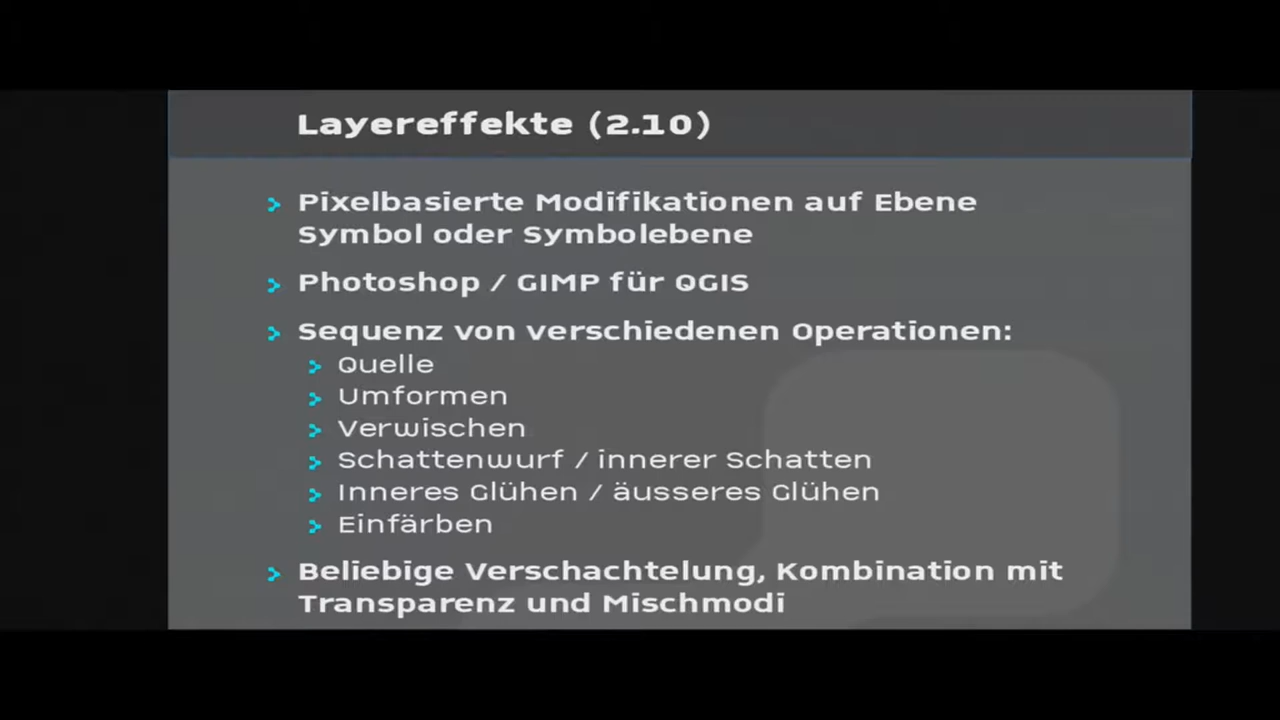 Layereffekte (2.10)
Pixelbasierte Modifikationen auf Ebene
Symbol oder Symbolebene
Photoshop / GIMP für QGIS
Sequenz von verschiedenen Operationen:
Quelle
Umformen
Verwischen
Schattenwurf / innerer Schatten
Inneres Glühen / äusseres Glühen
Einfärben
Beliebige Verschachtelung, Kombination mit
Transparenz und Mischmodi